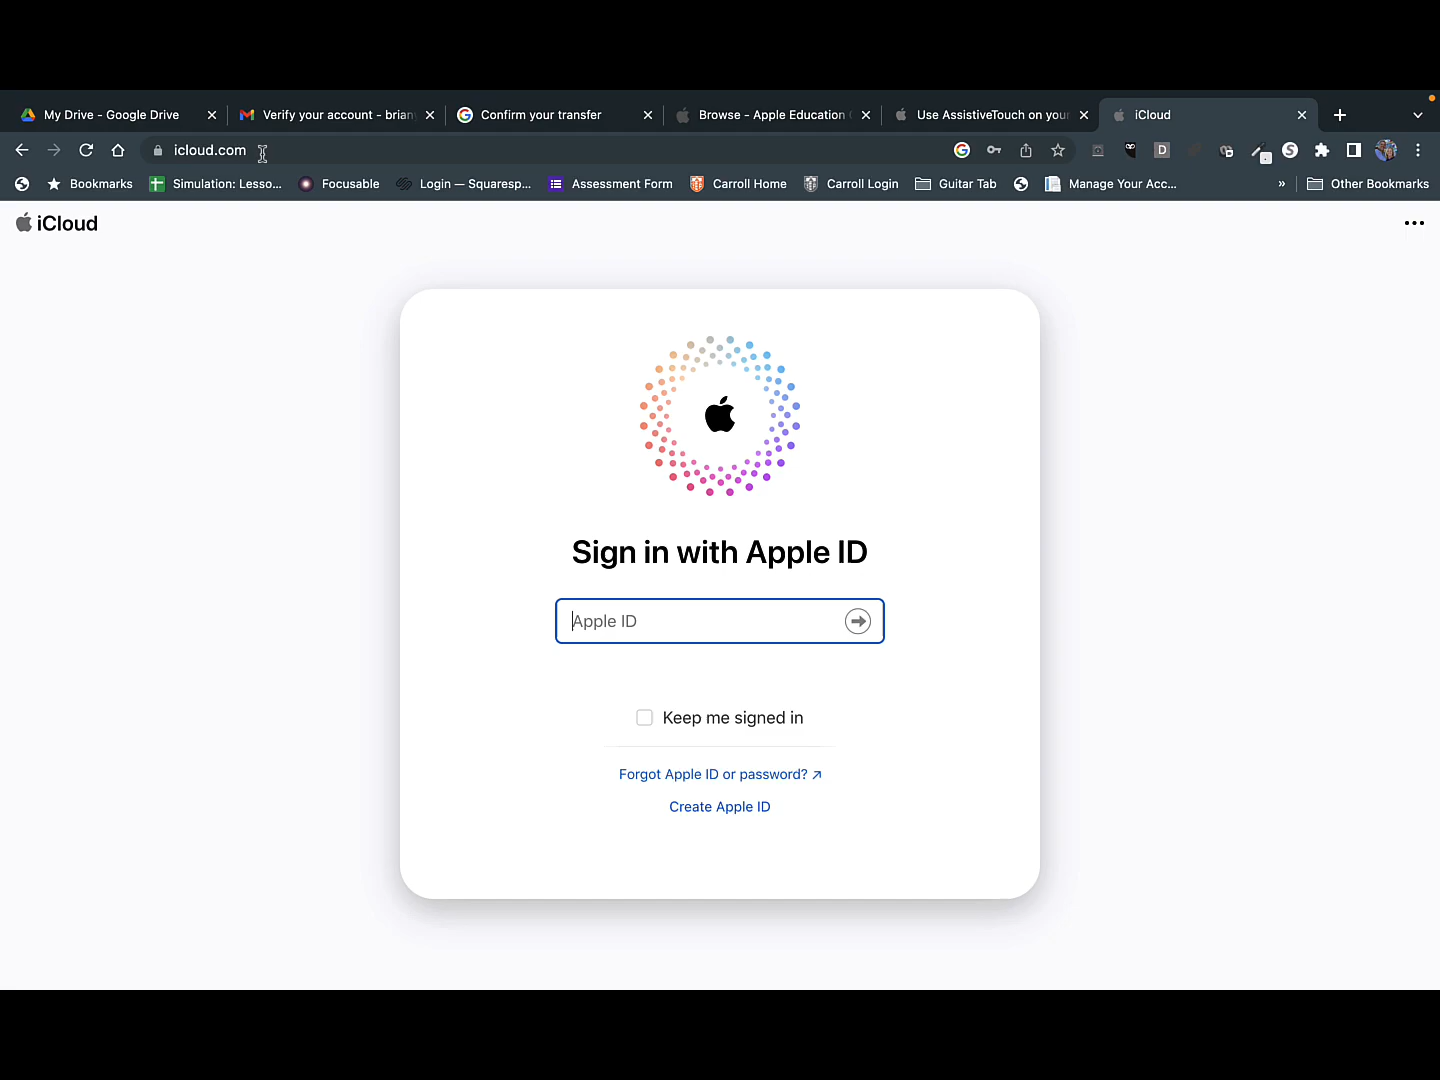 My Drive - Google Drive
Verify your account - brian
Confirm your transfer
Browse - Apple Education
Use AssistiveTouch on your
iCloud
icloud.com
Bookmarks
Simulation: Lesso...
Focusable
Login — Squaresp...
Assessment Form
Carroll Home
Carroll Login
Guitar Tab
Manage Your Acc...
»
Other Bookmarks
iCloud
Sign in with Apple ID
Apple ID
Keep me signed in
Forgot Apple ID or password?
Create Apple ID